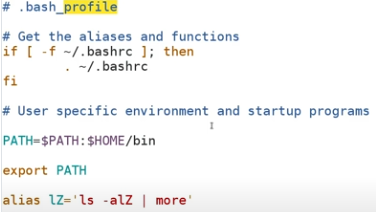 # .bash_profile
# Get the aliases and functions
if [ -f ~/.bashrc ]; then
. ~/.bashrc
fi
# User specific environment and startup programs
PATH=$PATH:$HOME/bin
export PATH
alias lZ='ls -alZ | more'